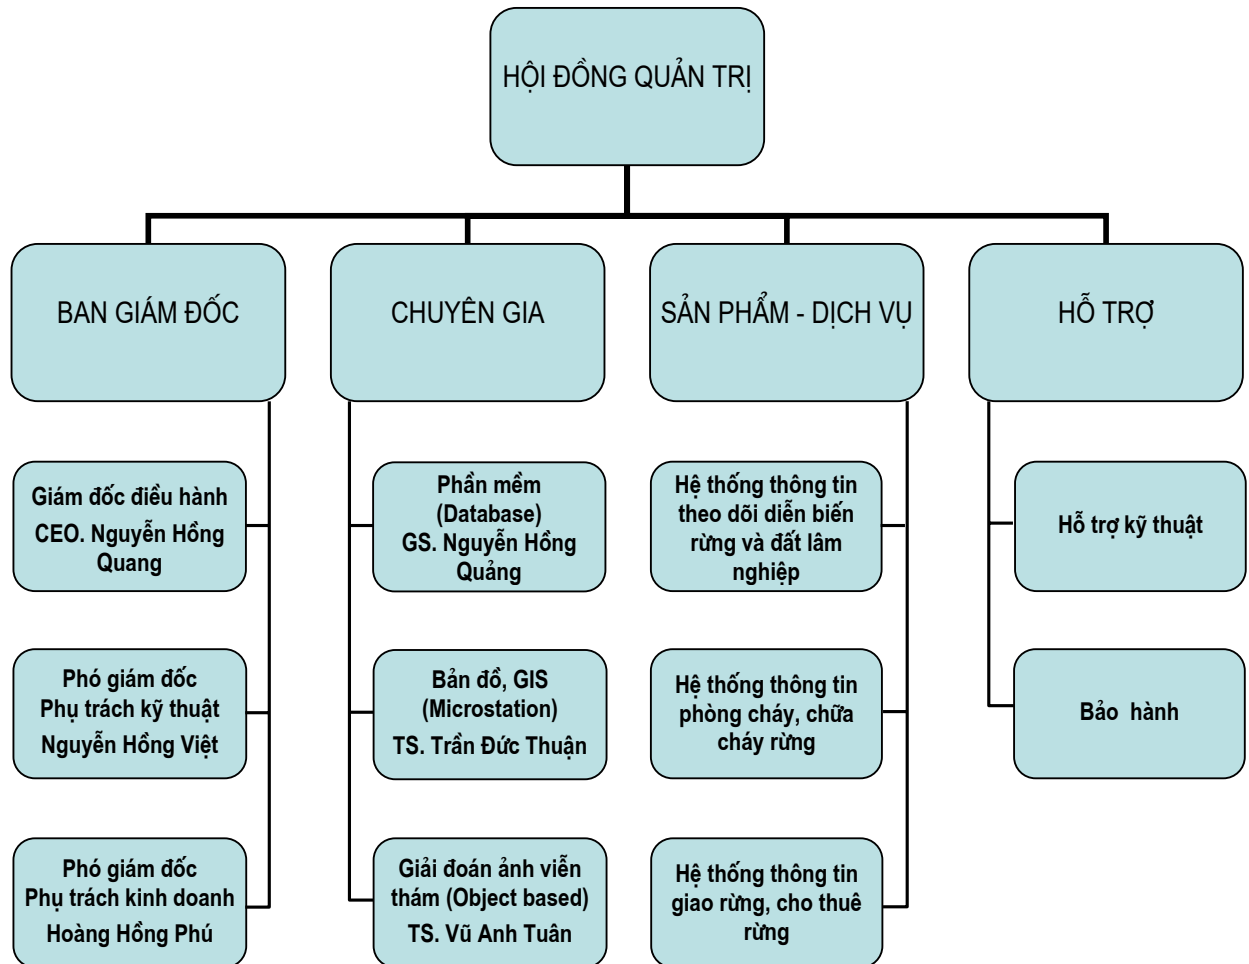 HỘI ĐỒNG QUẢN TRỊ
BAN GIÁM ĐỐC
CHUYÊN GIA
SẢN PHẨM - DỊCH VỤ
HỖ TRỢ
Giám đốc điều hành
CEO. Nguyễn Hồng
Quang
Phần mềm
(Database)
GS. Nguyễn Hồng
Quảng
Hệ thống thông tin
theo dõi diễn biến
rừng và đất lâm
nghiệp
Hỗ trợ kỹ thuật
Phó giám đốc
Phụ trách kỹ thuật
Nguyễn Hồng Việt
Bản đồ, GIS
(Microstation)
TS. Trần Đức Thuận
Hệ thống thông tin
phòng cháy, chữa
cháy rừng
Bảo hành
Phó giám đốc
Phụ trách kinh doanh
Hoàng Hồng Phú
Giải đoán ảnh viễn
thám (Object based)
TS. Vũ Anh Tuân
Hệ thống thông tin
giao rừng, cho thuê
rừng